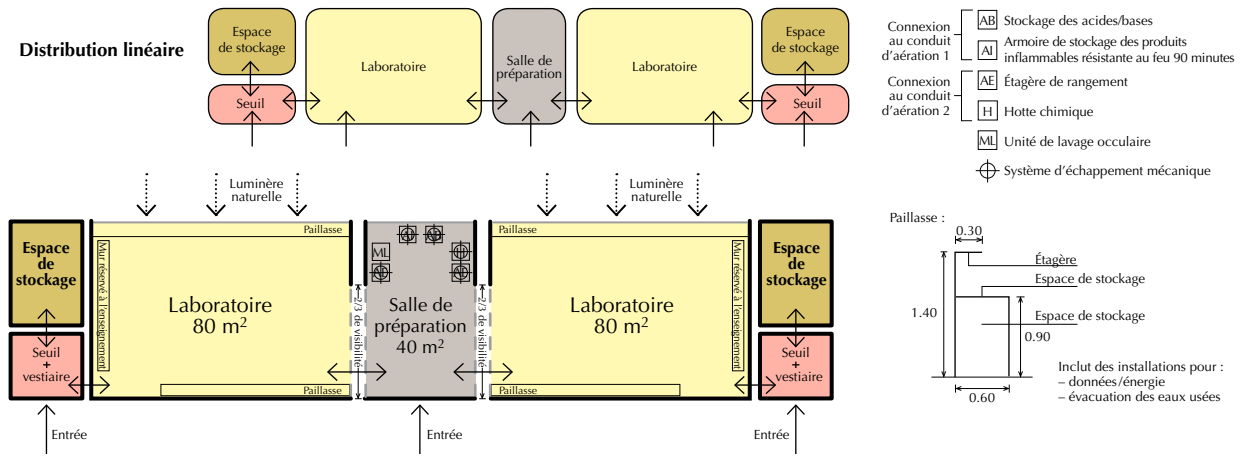 Distribution linéaire
Espace
de stockage
Seuil
Laboratoire
Salle de
préparation
Laboratoire
Espace
de stockage
Seuil
Connexion
au conduit
d'aération 1
AB Stockage des acides/bases
AI Armoire de stockage des produits
inflammables résistante au feu 90 minutes
Connexion
au conduit
d'aération 2
AE Étagère de rangement
H Hotte chimique
ML Unité de lavage occulaire
Système d'échappement mécanique
Luminère
naturelle
Luminère
naturelle
Espace
de
stockage
Seuil
+
vestiaire
Entrée
Paillasse
Mur réservé à l'enseignement
Laboratoire
80 m²
Paillasse
2/3 de visibilité
ML
Salle de
préparation
40 m²
Entrée
2/3 de visibilité
Paillasse
Laboratoire
80 m²
Mur réservé à l'enseignement
Paillasse
Espace
de
stockage
Seuil
+
vestiaire
Entrée
Paillasse :
0.30
Étagère
Espace de stockage
Espace de stockage
1.40
0.90
0.60
Inclut des installations pour :
– données/énergie
– évacuation des eaux usées